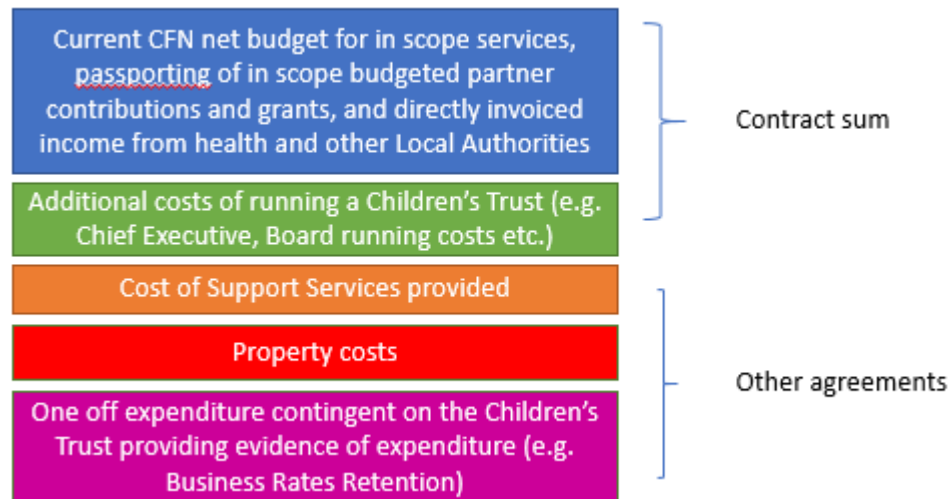 Current CFN net budget for in scope services,
passporting of in scope budgeted partner
contributions and grants, and directly invoiced
income from health and other Local Authorities
Contract sum
Additional costs of running a Children’s Trust (e.g.
Chief Executive, Board running costs etc.)
Cost of Support Services provided
Property costs
Other agreements
One off expenditure contingent on the Children’s
Trust providing evidence of expenditure (e.g.
Business Rates Retention)